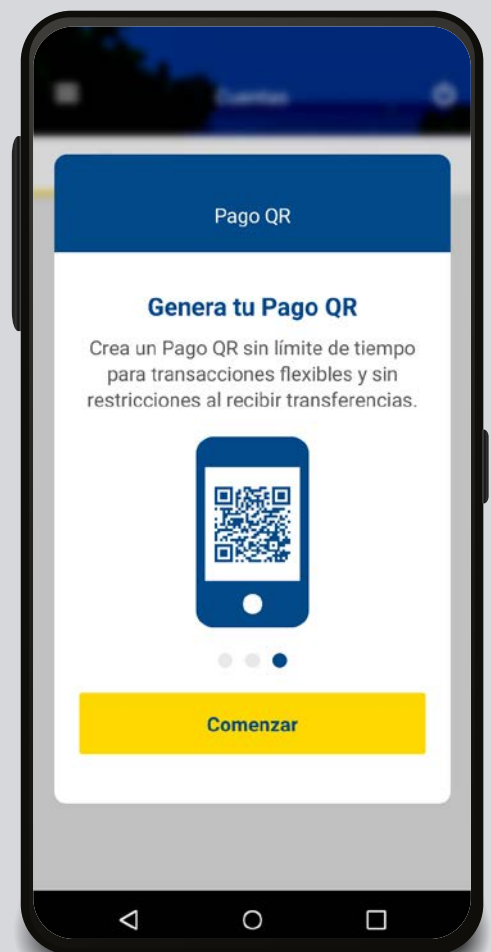 Cuentas
Pago QR
Genera tu Pago QR
Crea un Pago QR sin límite de tiempo
para transacciones flexibles y sin
restricciones al recibir transferencias.
Comenzar